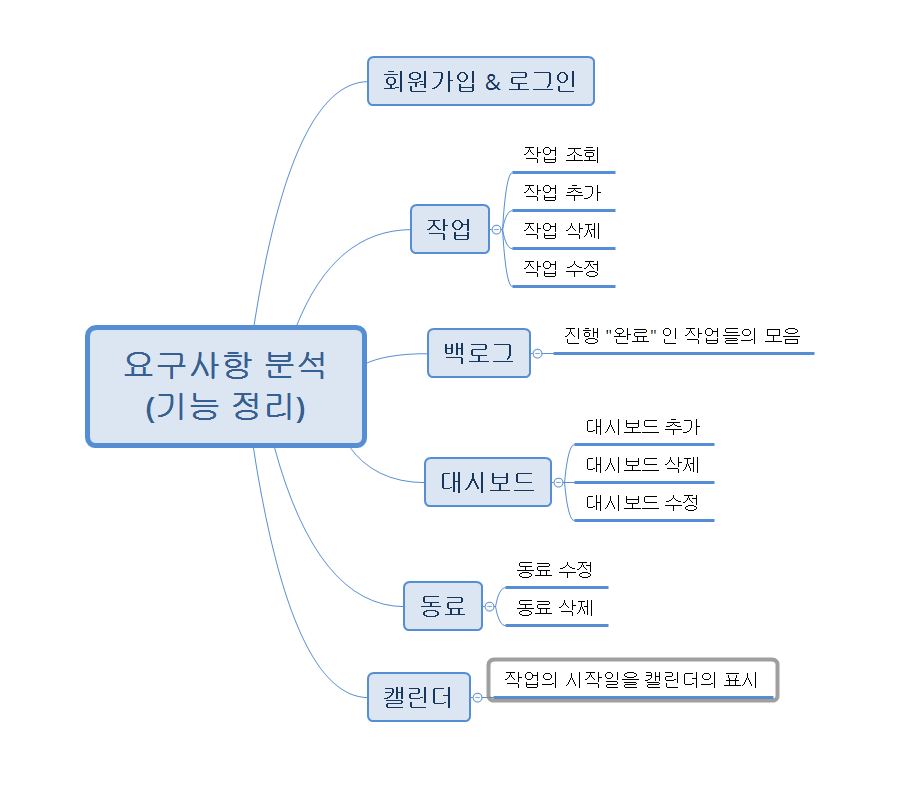 회원가입 & 로그인
작업
작업 조회
작업 추가
작업 삭제
작업 수정
요구사항 분석
(기능 정리)
백로그
진행 "완료" 인 작업들의 모음
대시보드
대시보드 추가
대시보드 삭제
대시보드 수정
동료
동료 수정
동료 삭제
캘린더
작업의 시작일을 캘린더의 표시